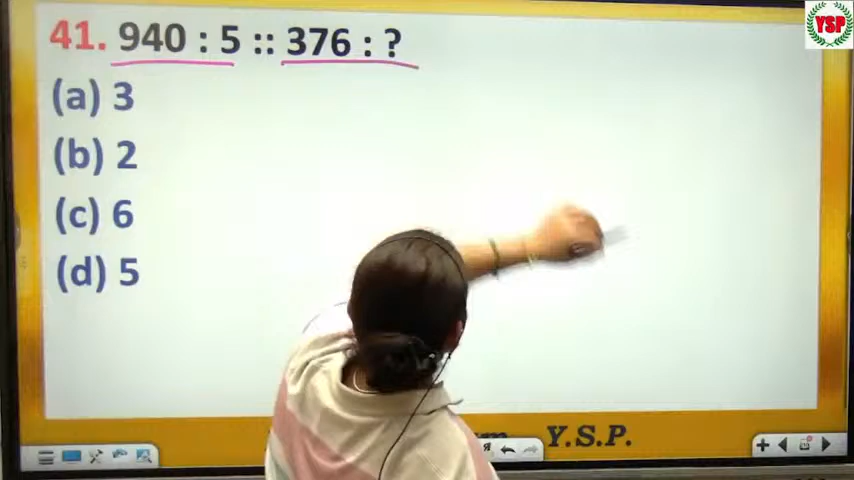 YSP
41. 940 : 5 :: 376 : ?
(a) 3
(b) 2
(c) 6
(d) 5
Y.S.P.